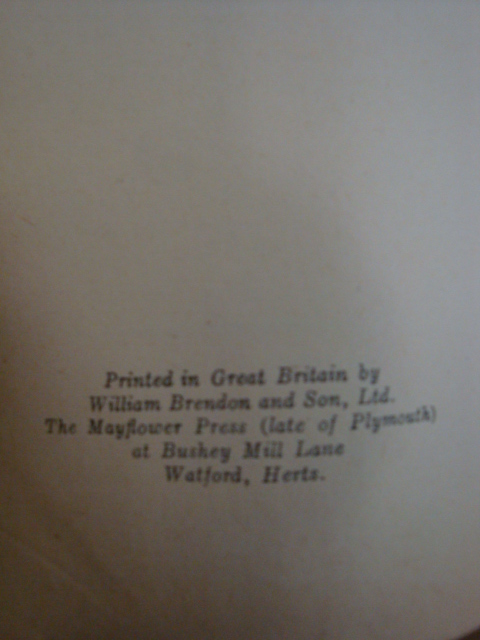 Printed in Great Britain by
William Brendon and Son, Ltd.
The Mayflower Press (late of Plymouth)
at Bushey Mill Lane
Watford, Herts.